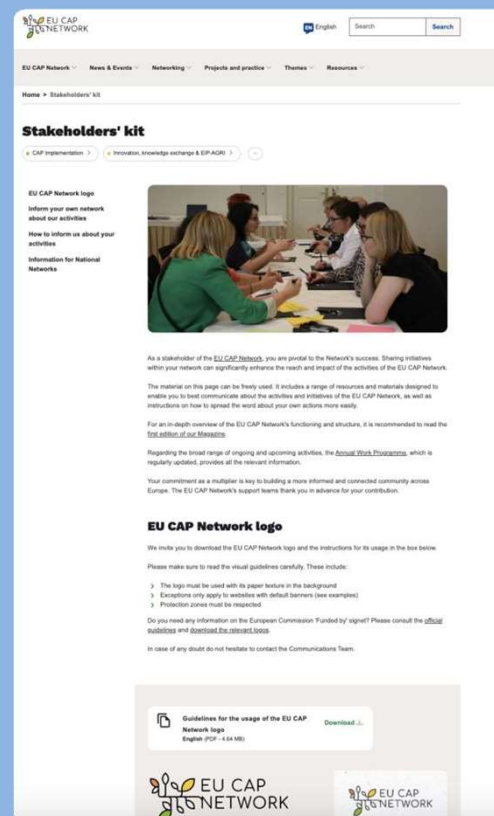 EU CAP
NETWORK
EN English
Search
Search
EU CAP Network
News & Events
Networking
Projects and practice
Themes
Resources
Home > Stakeholders' kit
Stakeholders' kit
CAP Implementation >
Innovation, knowledge exchange & EIP-AGRI >
EU CAP Network logo
Inform your own network
about our activities
How to inform us about your
activities
Information for National
Networks
As a stakeholder of the EU CAP Network, you are pivotal to the Network's success. Sharing initiatives
within your network can significantly enhance the reach and impact of the activities of the EU CAP Network.
The material on this page can be freely used. It includes a range of resources and materials designed to
enable you to best communicate about the activities and initiatives of the EU CAP Network, as well as
instructions on how to spread the word about your own actions more easily.
For an in-depth overview of the EU CAP Network's functioning and structure, it is recommended to read the
first edition of our Magazine.
Regarding the broad range of ongoing and upcoming activities, the Annual Work Programme, which is
regularly updated, provides all the relevant information.
Your commitment as a multiplier is key to building a more informed and connected community across
Europe. The EU CAP Network's support teams thank you in advance for your contribution.
EU CAP Network logo
We invite you to download the EU CAP Network logo and the instructions for its usage in the box below.
Please make sure to read the visual guidelines carefully. These include:
> The logo must be used with its paper texture in the background
> Exceptions only apply to websites with default banners (see examples)
> Protection zones must be respected
Do you need any information on the European Commission 'Funded by' signet? Please consult the official
guidelines and download the relevant logos.
In case of any doubt do not hesitate to contact the Communications Team.
Guidelines for the usage of the EU CAP
Network logo
English (PDF - 4.64 MB)
Download
EU CAP
NETWORK
EU CAP
NETWORK